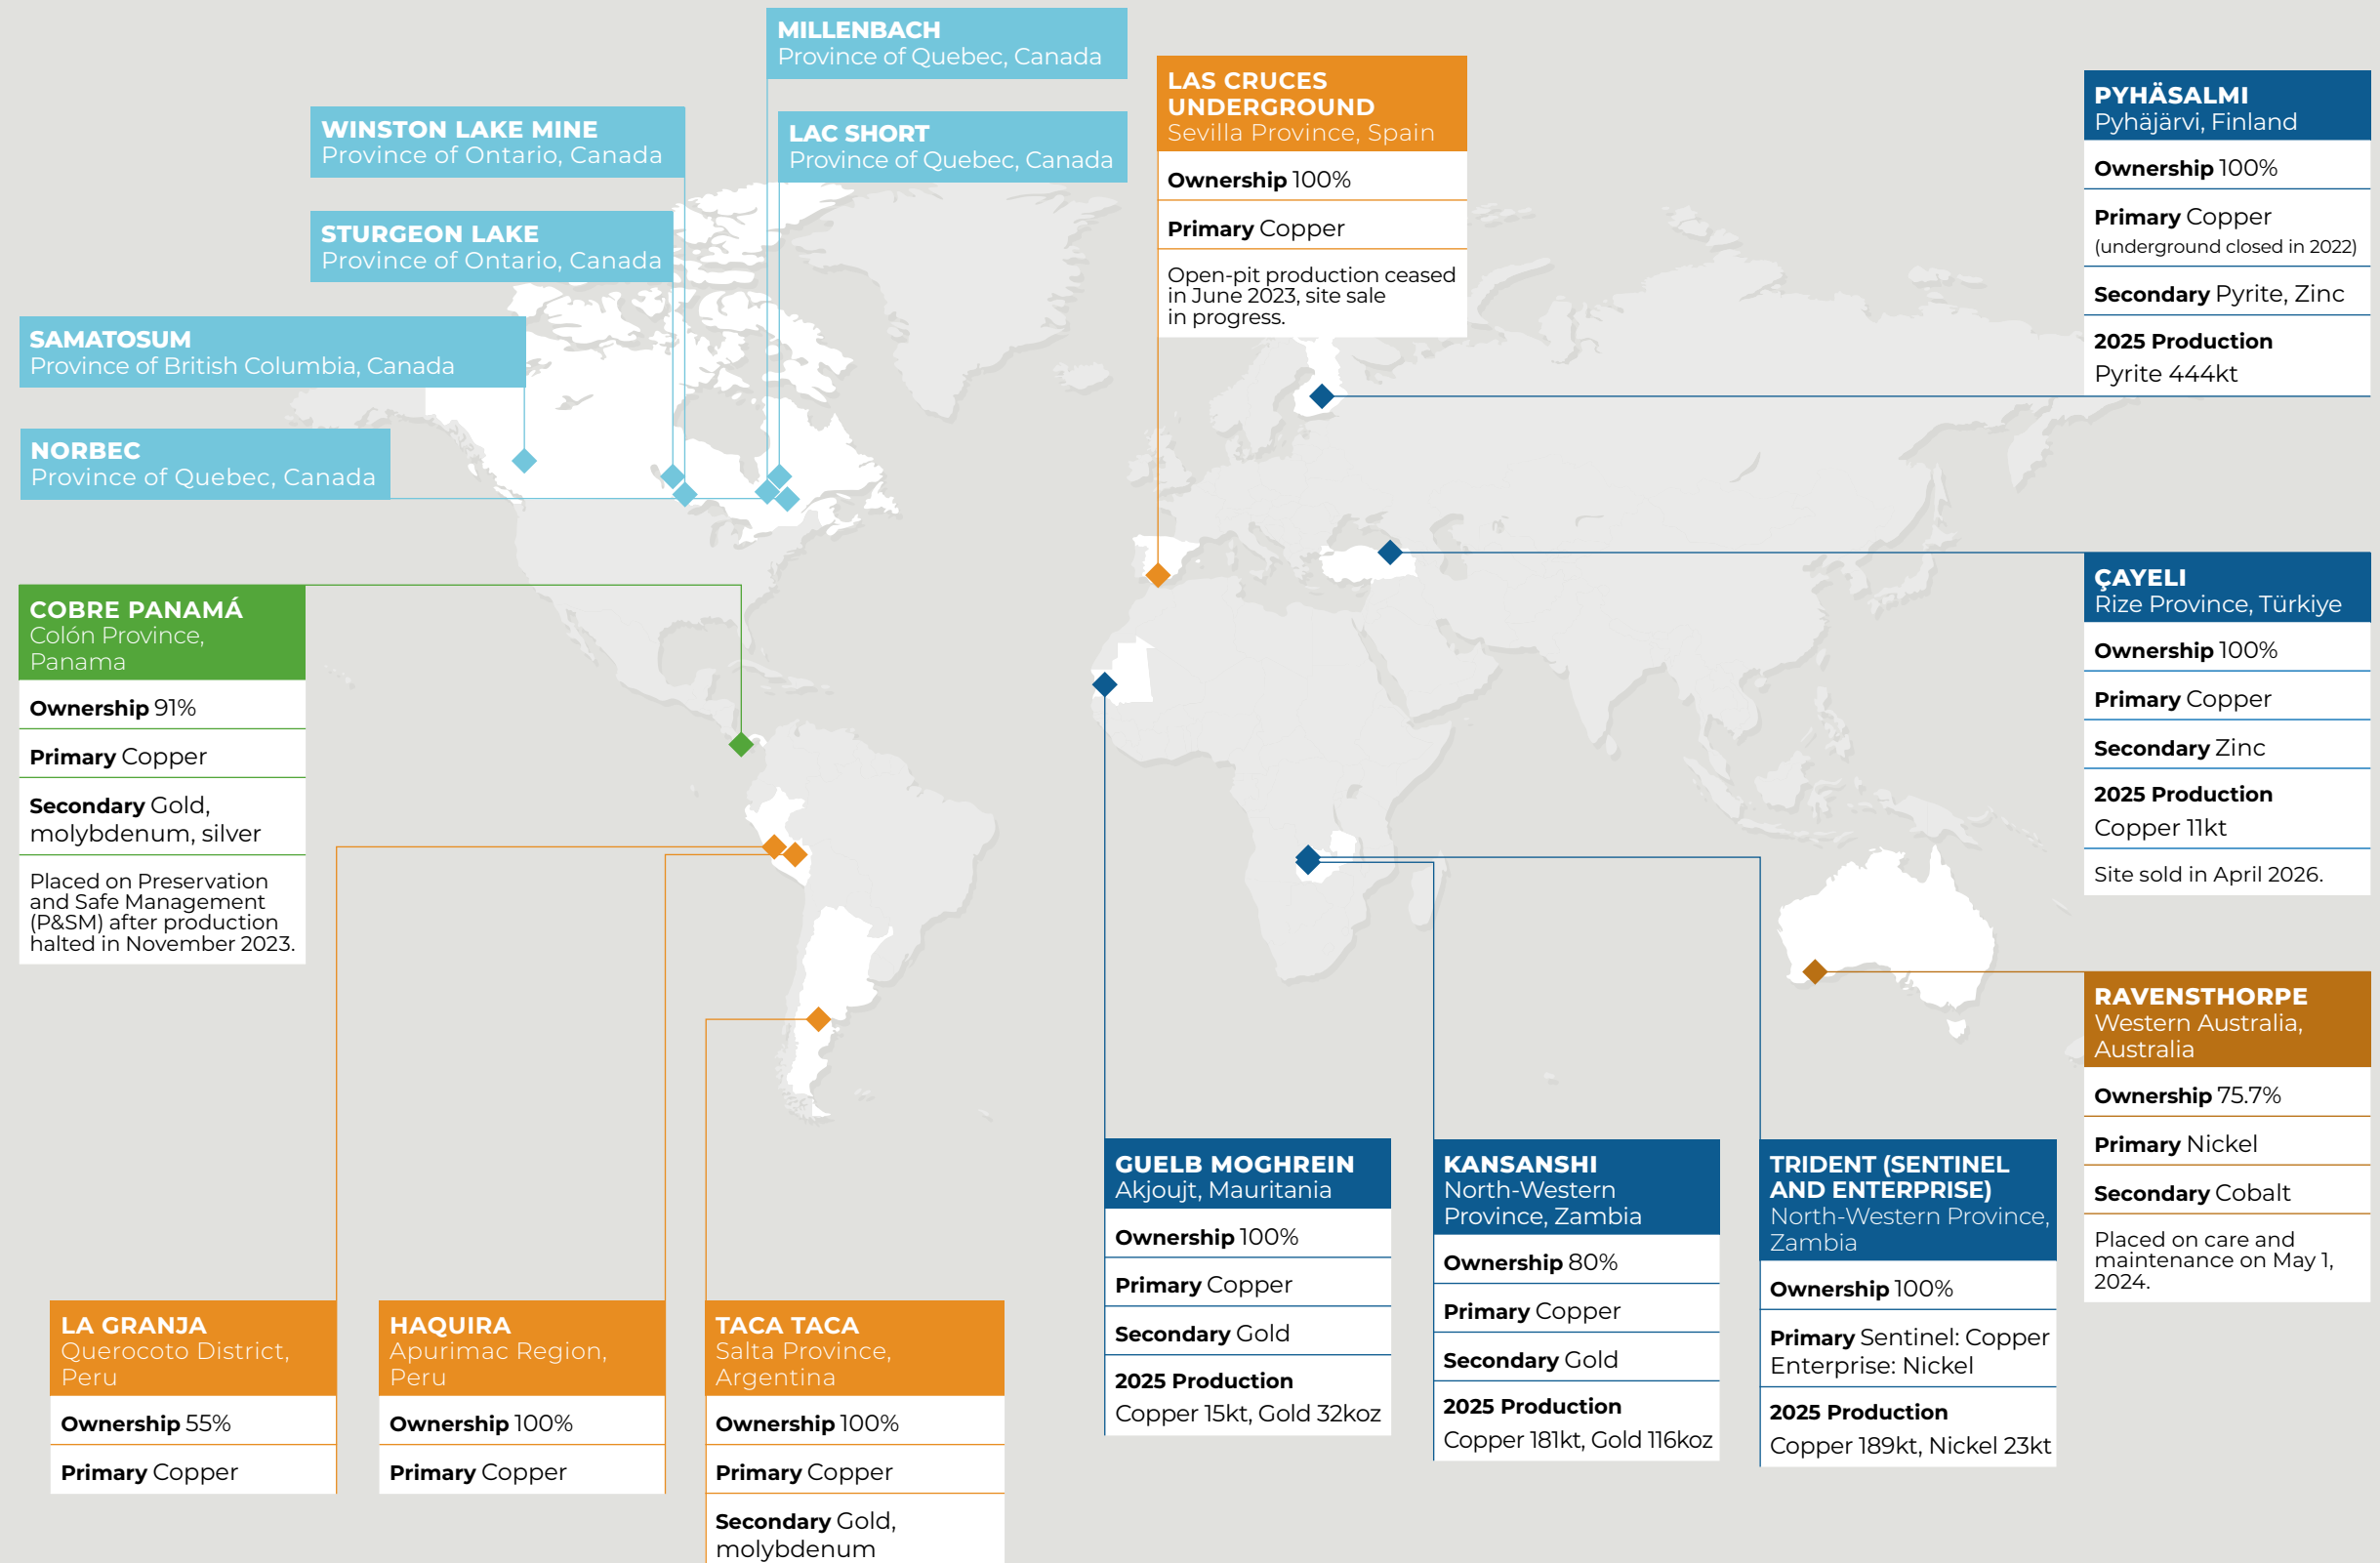 MILLENBACH
Province of Quebec, Canada
WINSTON LAKE MINE
Province of Ontario, Canada
LAC SHORT
Province of Quebec, Canada
STURGEON LAKE
Province of Ontario, Canada
SAMATOSUM
Province of British Columbia, Canada
NORBEC
Province of Quebec, Canada
LAS CRUCES
UNDERGROUND
Sevilla Province, Spain
Ownership 100%
Primary Copper
Open-pit production ceased
in June 2023, site sale
in progress.
PYHÄSALMI
Pyhäjärvi, Finland
Ownership 100%
Primary Copper
(underground closed in 2022)
Secondary Pyrite, Zinc
2025 Production
Pyrite 444kt
COBRE PANAMÁ
Colón Province,
Panama
Ownership 91%
Primary Copper
Secondary Gold,
molybdenum, silver
Placed on Preservation
and Safe Management
(P&SM) after production
halted in November 2023.
ÇAYELI
Rize Province, Türkiye
Ownership 100%
Primary Copper
Secondary Zinc
2025 Production
Copper 11kt
Site sold in April 2026.
RAVENSTHORPE
Western Australia,
Australia
Ownership 75.7%
Primary Nickel
Secondary Cobalt
Placed on care and
maintenance on May 1,
2024.
LA GRANJA
Querocoto District,
Peru
Ownership 55%
Primary Copper
HAQUIRA
Apurimac Region,
Peru
Ownership 100%
Primary Copper
TACA TACA
Salta Province,
Argentina
Ownership 100%
Primary Copper
Secondary Gold,
molybdenum
GUELB MOGHREIN
Akjoujt, Mauritania
Ownership 100%
Primary Copper
Secondary Gold
2025 Production
Copper 15kt, Gold 32koz
KANSANSHI
North-Western
Province, Zambia
Ownership 80%
Primary Copper
Secondary Gold
2025 Production
Copper 181kt, Gold 116koz
TRIDENT (SENTINEL
AND ENTERPRISE)
North-Western Province,
Zambia
Ownership 100%
Primary Sentinel: Copper
Enterprise: Nickel
2025 Production
Copper 189kt, Nickel 23kt